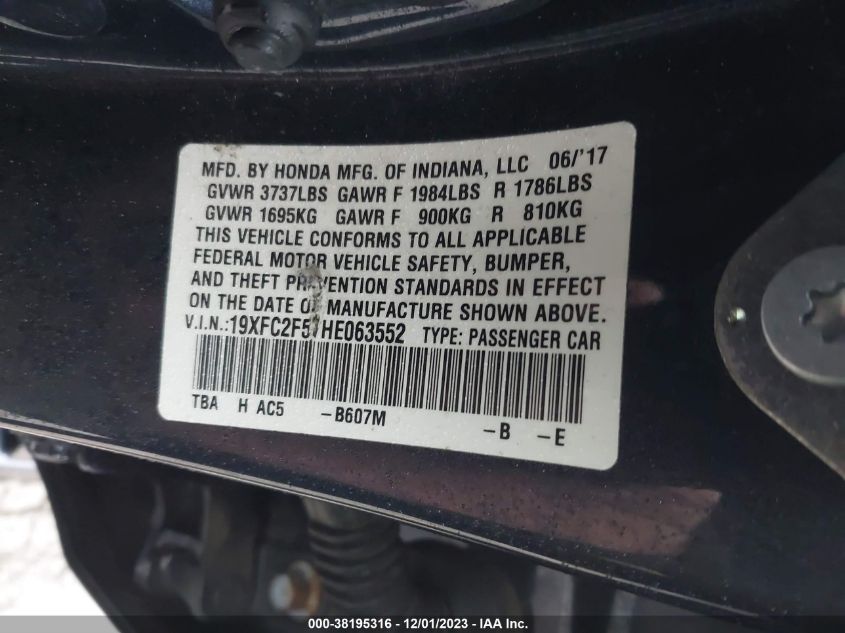 MFD. BY HONDA MFG. OF INDIANA, LLC 06/'17
GVWR 3737LBS GAWR F 1984LBS R 1786LBS
GVWR 1695KG GAWR F 900KG R 810KG
THIS VEHICLE CONFORMS TO ALL APPLICABLE
FEDERAL MOTOR VEHICLE SAFETY, BUMPER,
AND THEFT PREVENTION STANDARDS IN EFFECT
ON THE DATE OF MANUFACTURE SHOWN ABOVE.
V.I.N.: TYPE: PASSENGER CAR
TBA H AC5 -B607M -B -E
000-38195316 - 12/01/2023 - IAA Inc.